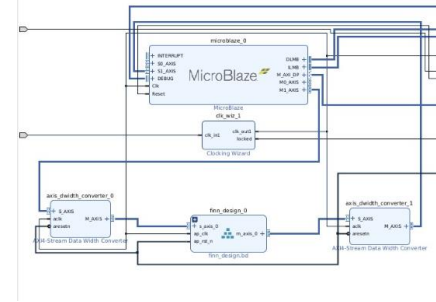 microblaze_0
INTERRUPT
S0_AXIS
S1_AXIS
DEBUG
Clk
Reset
MicroBlaze
DLMB
ILMB
M_AXI_DP
M0_AXIS
M1_AXIS
MicroBlaze
clk_wiz_1
clk_in1
clk_out1
locked
Clocking Wizard
axis_dwidth_converter_0
S_AXIS
aclk
aresetn
M_AXIS
AXI4-Stream Data Width Converter
finn_design_0
s_axis_0
ap_clk
ap_rst_n
m_axis_0
finn_design.bd
axis_dwidth_converter_1
S_AXIS
aclk
aresetn
M_AXIS
AXI4-Stream Data Width Converter